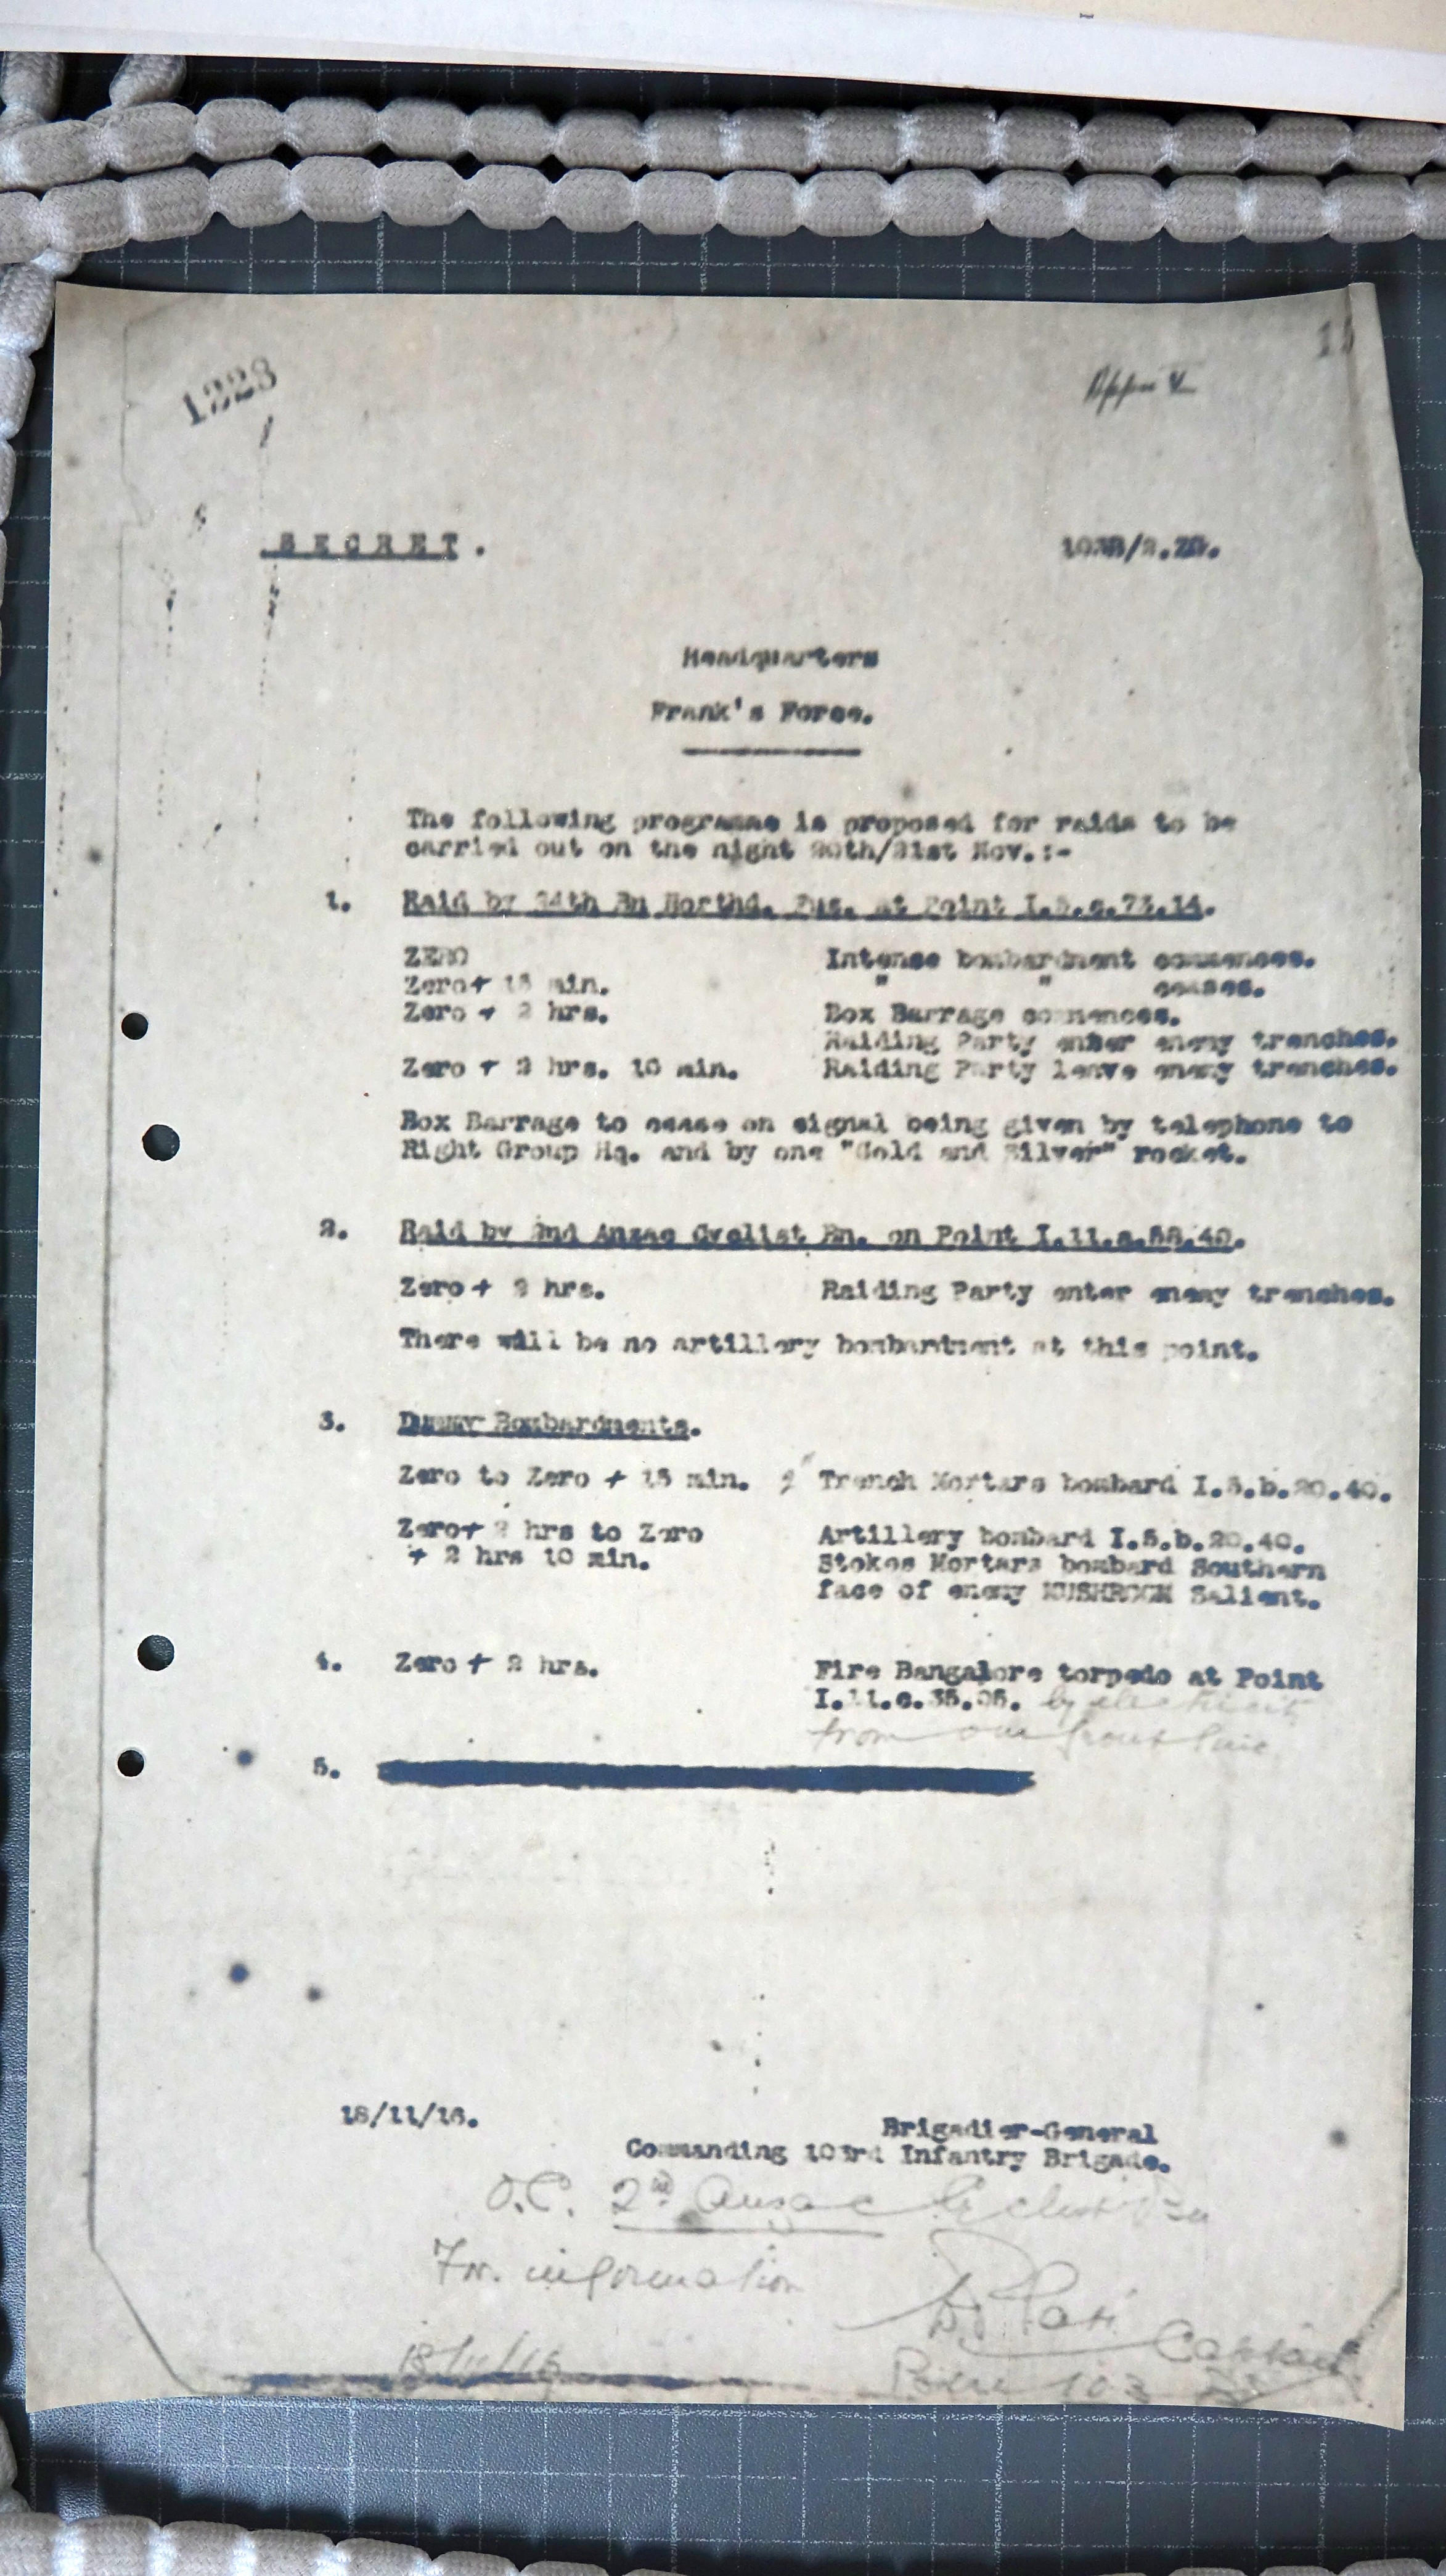 1223
15
SECRET.
Headquarters
Frank's Force.
The following programme is proposed for raids to be
carried out on the night 20th/21st Nov.:-
1. Raid by 24th Bn Northd. Fus. at Point I.5.c.73.14.
ZERO Intense bombardment commences.
Zero+ 15 min. " " ceases.
Zero + 2 hrs. Box Barrage commences.
Raiding Party enter enemy trenches.
Zero + 2 hrs. 10 min. Raiding Party leave enemy trenches.
Box Barrage to cease on signal being given by telephone to
Right Group Hq. and by one "Gold and Silver" rocket.
2. Raid by 2nd Anzac Cyclist Bn. on Point I.11.a.58.40.
Zero + 2 hrs. Raiding Party enter enemy trenches.
There will be no artillery bombardment at this point.
3. Dummy Bombardments.
Zero to Zero + 15 min. 2" Trench Mortars bombard I.5.b.20.40.
Zero+ 2 hrs to Zero Artillery bombard I.5.b.20.40.
+ 2 hrs 10 min. Stokes Mortars bombard Southern
face of enemy MUSHROOM Salient.
4. Zero + 2 hrs. Fire Bangalore torpedo at Point
I.11.c.35.05. by electricity
from our front line
5.
18/11/16. Brigadier-General
Commanding 103rd Infantry Brigade.
O.C. 2nd Anzac Cyclist Bn
For information
Captain
18/11/16 103